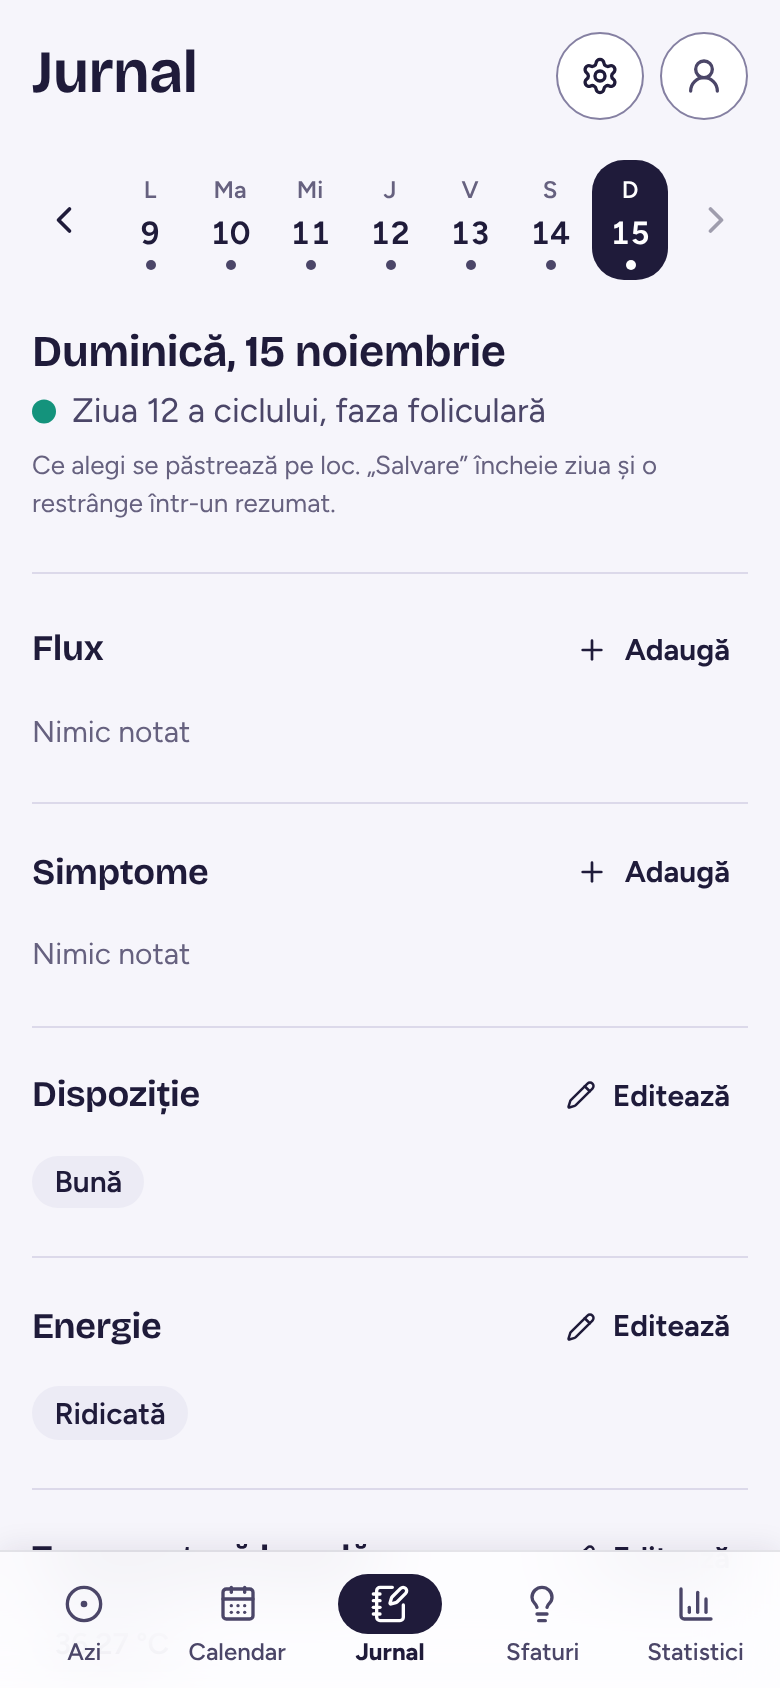 Jurnal
L Ma Mi J V S D
9 10 11 12 13 14 15
Duminică, 15 noiembrie
Ziua 12 a ciclului, faza foliculară
Ce alegi se păstrează pe loc. „Salvare” încheie ziua și o
restrânge într-un rezumat.
Flux
Adaugă
Nimic notat
Simptome
Adaugă
Nimic notat
Dispoziție
Editează
Bună
Energie
Editează
Ridicată
Editează
Azi
Calendar
Jurnal
Sfaturi
Statistici